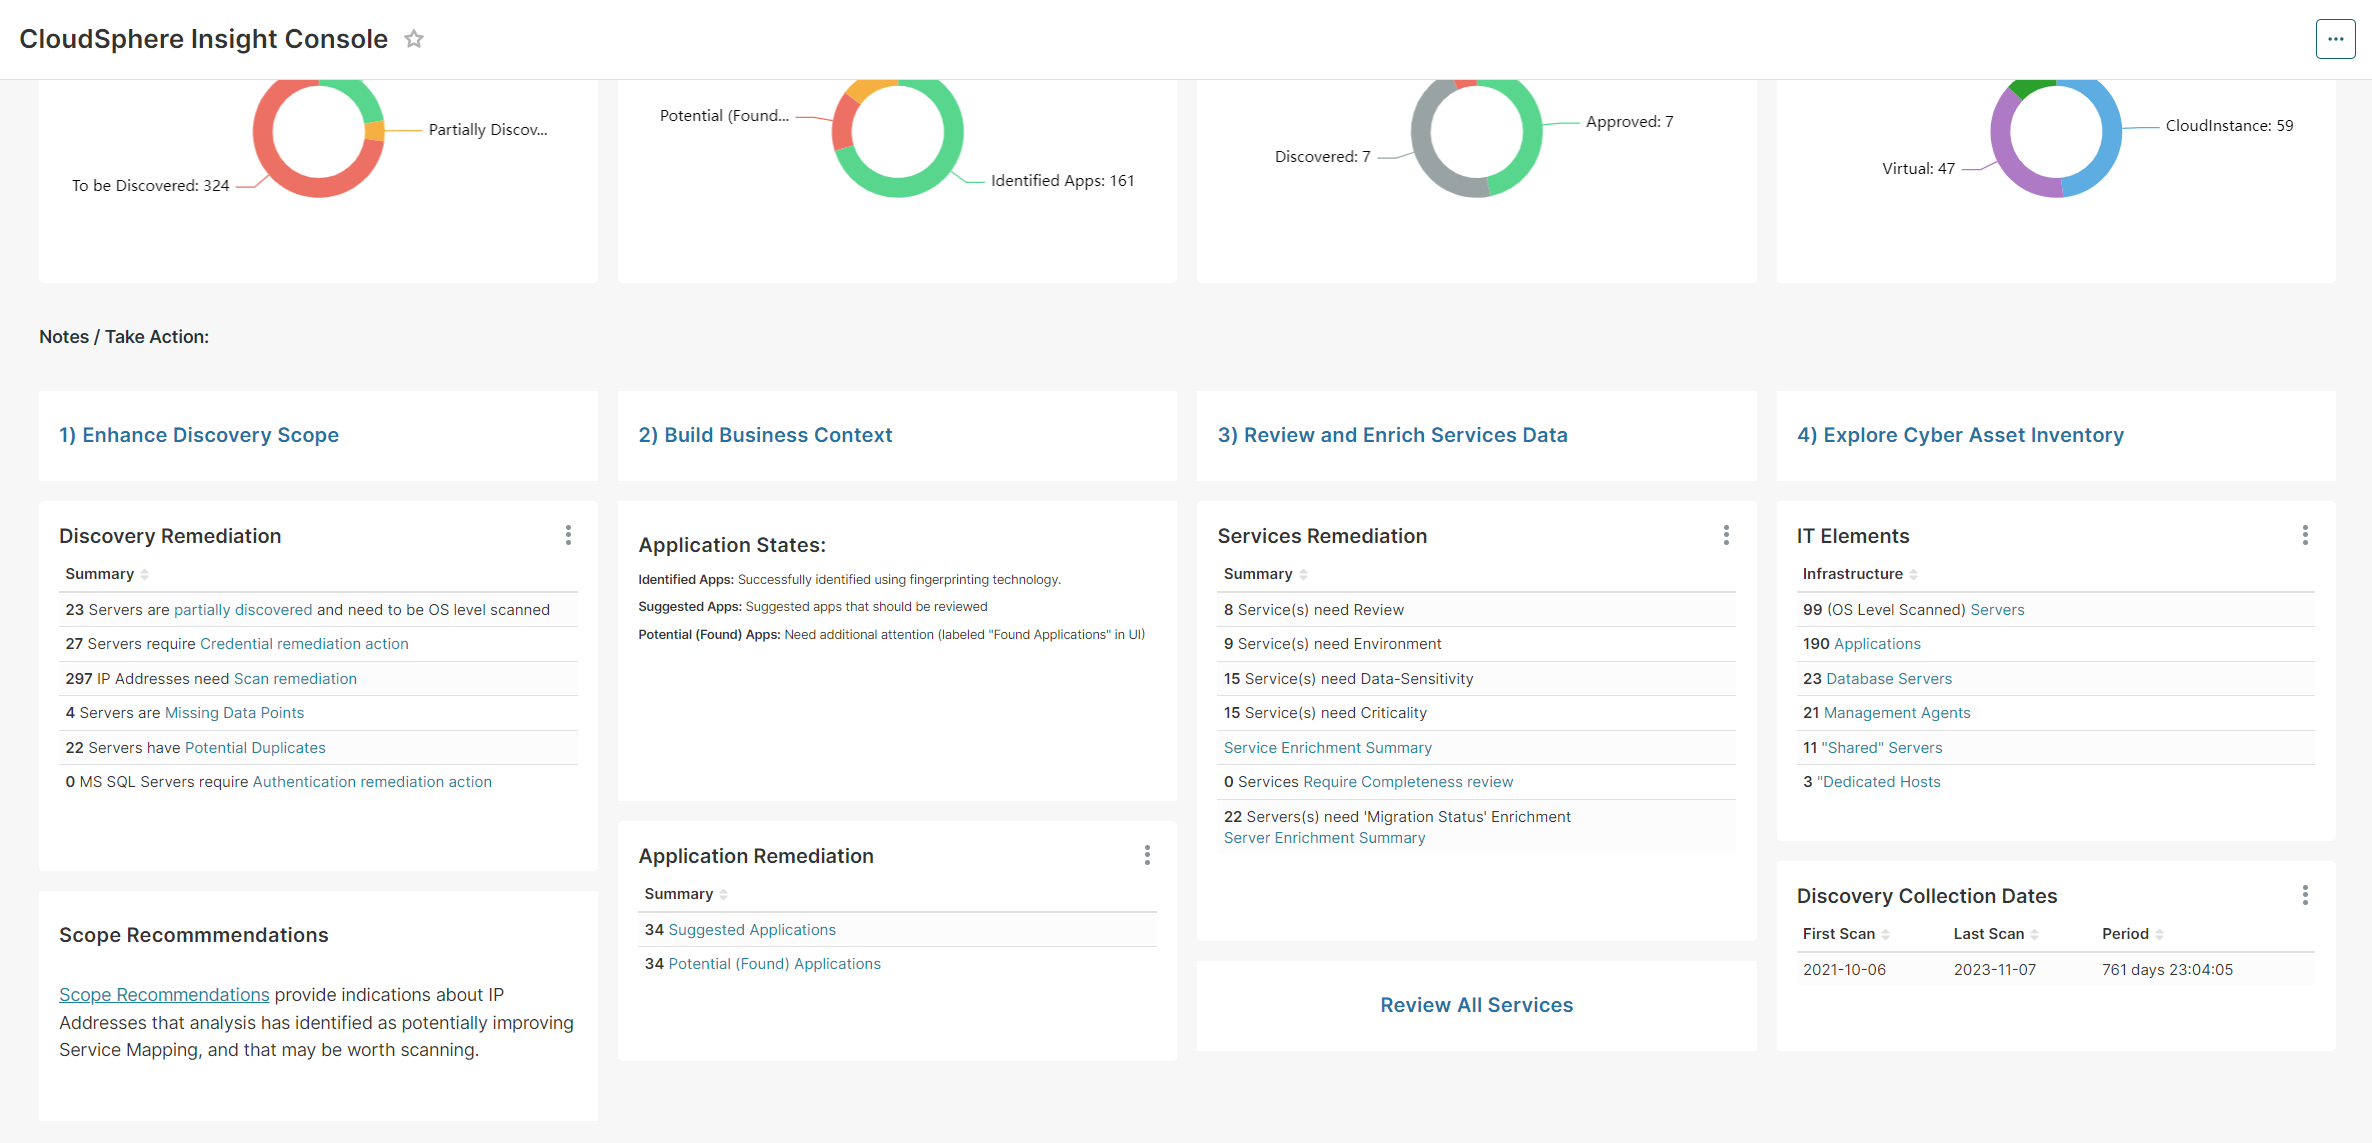 CloudSphere Insight Console
Partially Discov...
To be Discovered: 324
Potential (Found...
Identified Apps: 161
Approved: 7
Discovered: 7
CloudInstance: 59
Virtual: 47
Notes / Take Action:
1) Enhance Discovery Scope
2) Build Business Context
3) Review and Enrich Services Data
4) Explore Cyber Asset Inventory
Discovery Remediation
Summary
23 Servers are partially discovered and need to be OS level scanned
27 Servers require Credential remediation action
297 IP Addresses need Scan remediation
4 Servers are Missing Data Points
22 Servers have Potential Duplicates
0 MS SQL Servers require Authentication remediation action
Scope Recommmendations
Scope Recommendations provide indications about IP
Addresses that analysis has identified as potentially improving
Service Mapping, and that may be worth scanning.
Application States:
Identified Apps: Successfully identified using fingerprinting technology.
Suggested Apps: Suggested apps that should be reviewed
Potential (Found) Apps: Need additional attention (labeled "Found Applications" in UI)
Application Remediation
Summary
34 Suggested Applications
34 Potential (Found) Applications
Services Remediation
Summary
8 Service(s) need Review
9 Service(s) need Environment
15 Service(s) need Data-Sensitivity
15 Service(s) need Criticality
Service Enrichment Summary
0 Services Require Completeness review
22 Servers(s) need 'Migration Status' Enrichment
Server Enrichment Summary
Review All Services
IT Elements
Infrastructure
99 (OS Level Scanned) Servers
190 Applications
23 Database Servers
21 Management Agents
11 "Shared" Servers
3 "Dedicated Hosts
Discovery Collection Dates
First Scan Last Scan Period
2021-10-06 2023-11-07 761 days 23:04:05